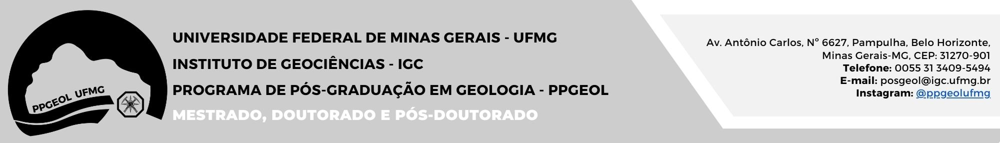 PPGEOL UFMG
UNIVERSIDADE FEDERAL DE MINAS GERAIS - UFMG
INSTITUTO DE GEOCIÊNCIAS - IGC
PROGRAMA DE PÓS-GRADUAÇÃO EM GEOLOGIA - PPGEOL
MESTRADO, DOUTORADO E PÓS-DOUTORADO
Av. Antônio Carlos, Nº 6627, Pampulha, Belo Horizonte,
Minas Gerais-MG, CEP: 31270-901
Telefone: 0055 31 3409-5494
E-mail: posgeol@igc.ufmg.br
Instagram: @ppgeolufmg